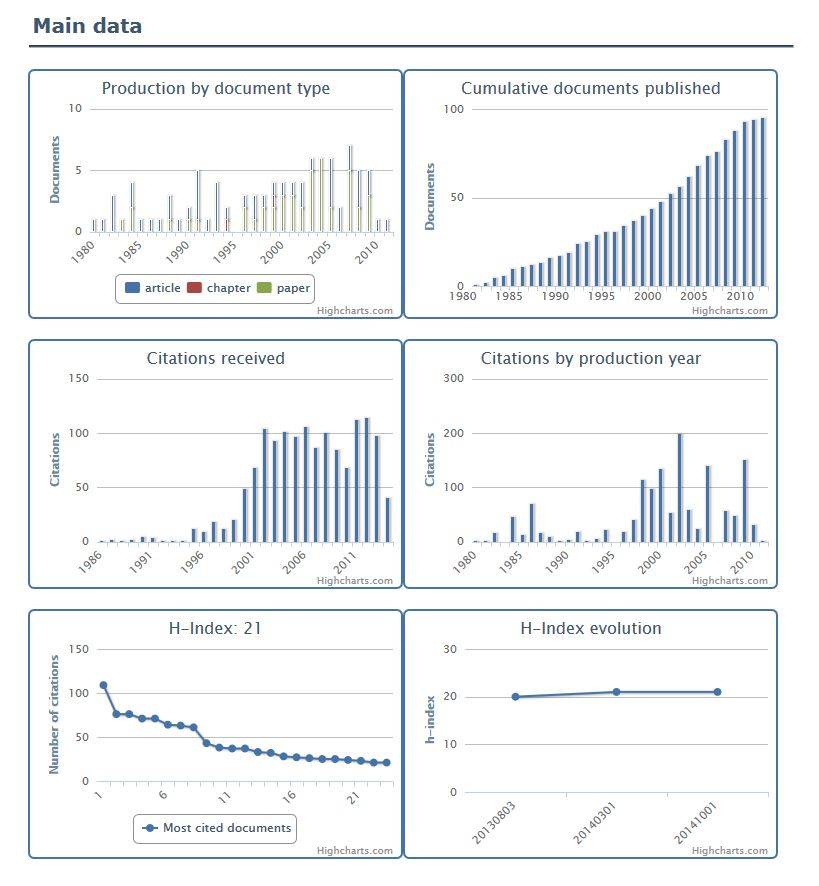 Main data
Production by document type
10
5
0
Documents
1980
1985
1990
1995
2000
2005
2010
article chapter paper
Highcharts.com
Cumulative documents published
100
50
0
Documents
1980 1985 1990 1995 2000 2005 2010
Highcharts.com
Citations received
150
100
50
0
Citations
1986
1991
1996
2001
2006
2011
Highcharts.com
Citations by production year
300
200
100
0
Citations
1980
1985
1990
1995
2000
2005
2010
Highcharts.com
H-Index: 21
150
100
50
0
Number of citations
1
6
11
16
21
Most cited documents
Highcharts.com
H-Index evolution
30
20
10
0
h-index
20130803
20140301
20141001
Highcharts.com